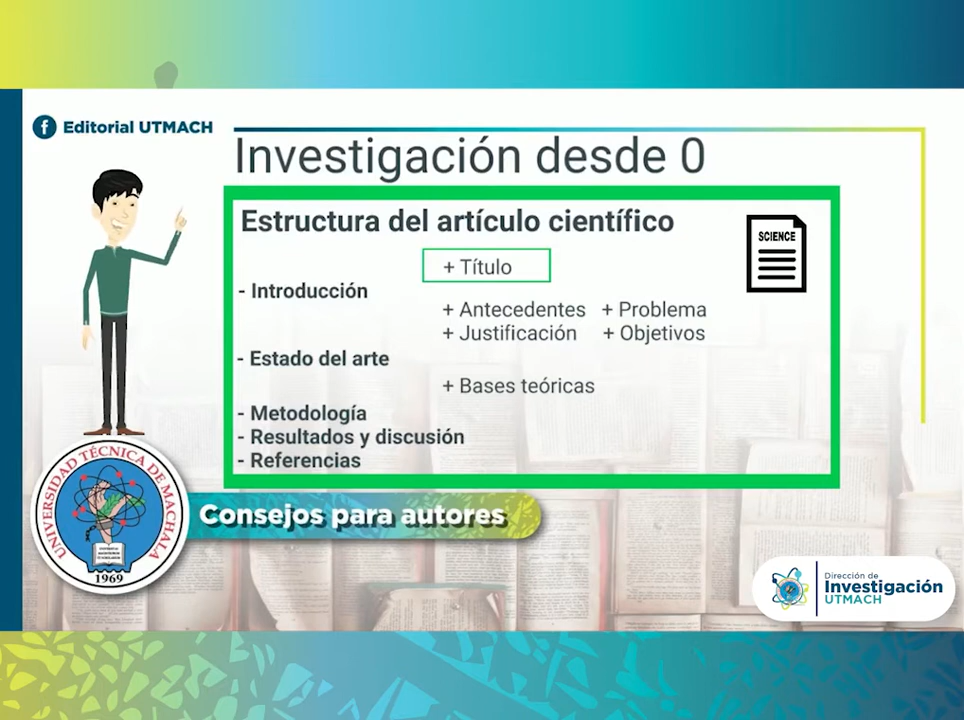 Editorial UTMACH
Investigación desde 0
Estructura del artículo científico
SCIENCE
+ Título
- Introducción
+ Antecedentes + Problema
+ Justificación + Objetivos
- Estado del arte
+ Bases teóricas
- Metodología
- Resultados y discusión
- Referencias
UNIVERSIDAD TÉCNICA DE MACHALA
1969
Consejos para autores
Dirección de
Investigación
UTMACH